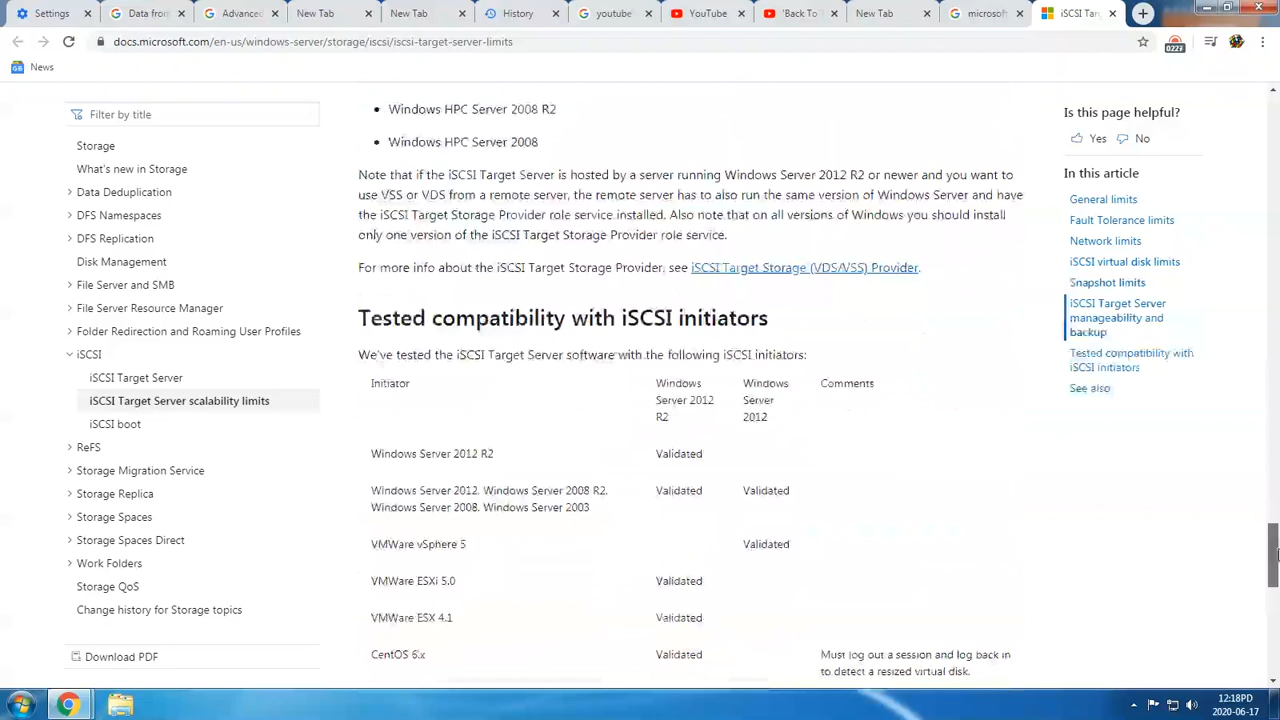 Settings
Data from
Advanced
New Tab
New Tab
History
youtube
YouTube
'Back To
New Tab
microso
iSCSI Tar
docs.microsoft.com/en-us/windows-server/storage/iscsi/iscsi-target-server-limits
0227
News
Filter by title
Storage
What's new in Storage
Data Deduplication
DFS Namespaces
DFS Replication
Disk Management
File Server and SMB
File Server Resource Manager
Folder Redirection and Roaming User Profiles
iSCSI
iSCSI Target Server
iSCSI Target Server scalability limits
iSCSI boot
ReFS
Storage Migration Service
Storage Replica
Storage Spaces
Storage Spaces Direct
Work Folders
Storage QoS
Change history for Storage topics
Download PDF
• Windows HPC Server 2008 R2
• Windows HPC Server 2008
Note that if the iSCSI Target Server is hosted by a server running Windows Server 2012 R2 or newer and you want to
use VSS or VDS from a remote server, the remote server has to also run the same version of Windows Server and have
the iSCSI Target Storage Provider role service installed. Also note that on all versions of Windows you should install
only one version of the iSCSI Target Storage Provider role service.
For more info about the iSCSI Target Storage Provider, see iSCSI Target Storage (VDS/VSS) Provider.
Tested compatibility with iSCSI initiators
We've tested the iSCSI Target Server software with the following iSCSI initiators:
Initiator
Windows
Server 2012
R2
Windows
Server
2012
Comments
Windows Server 2012 R2
Validated
Windows Server 2012, Windows Server 2008 R2,
Windows Server 2008, Windows Server 2003
Validated
Validated
VMWare vSphere 5
Validated
VMWare ESXi 5.0
Validated
VMWare ESX 4.1
Validated
CentOS 6.x
Validated
Must log out a session and log back in
to detect a resized virtual disk.
Is this page helpful?
Yes
No
In this article
General limits
Fault Tolerance limits
Network limits
iSCSI virtual disk limits
Snapshot limits
iSCSI Target Server
manageability and
backup
Tested compatibility with
iSCSI initiators
See also
12:18PD
2020-06-17